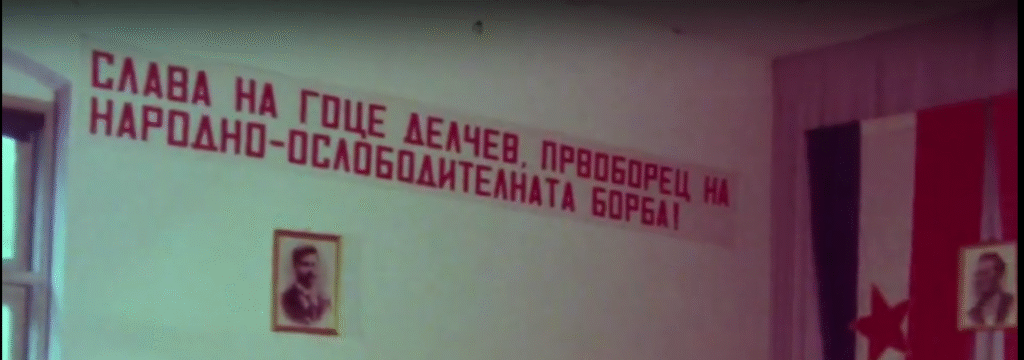 СЛАВА НА ГОЦЕ ДЕЛЧЕВ, ПРВОБОРЕЦ НА
НАРОДНО-ОСЛОБОДИТЕЛНАТА БОРБА!